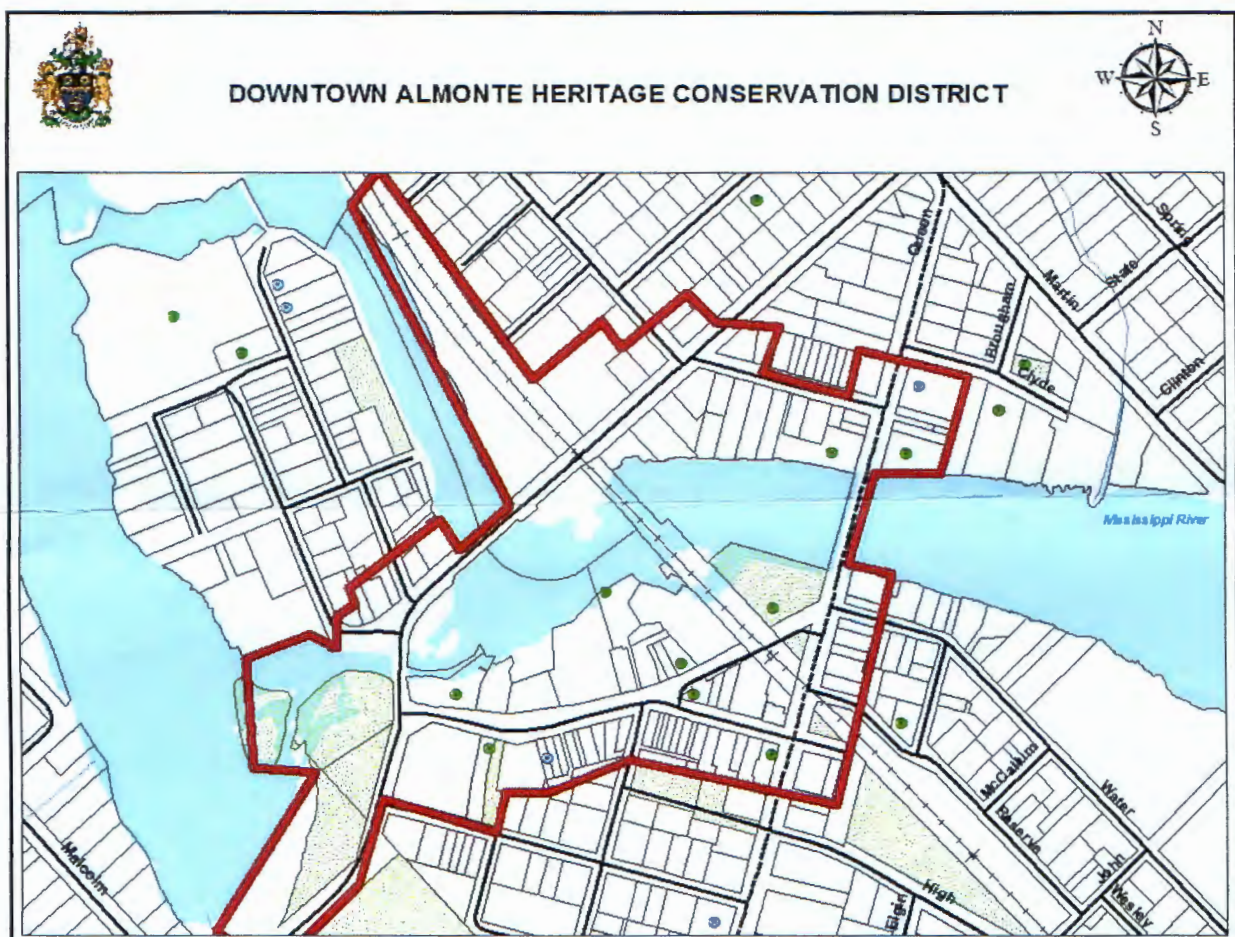 DOWNTOWN ALMONTE HERITAGE CONSERVATION DISTRICT
N
W
E
S
Spring
Queen
State
Martin
Brougham
Clyde
Clinton
Mississippi River
McCallum
Water
Reserve
Malcolm
John
High
Elgin
Wesley